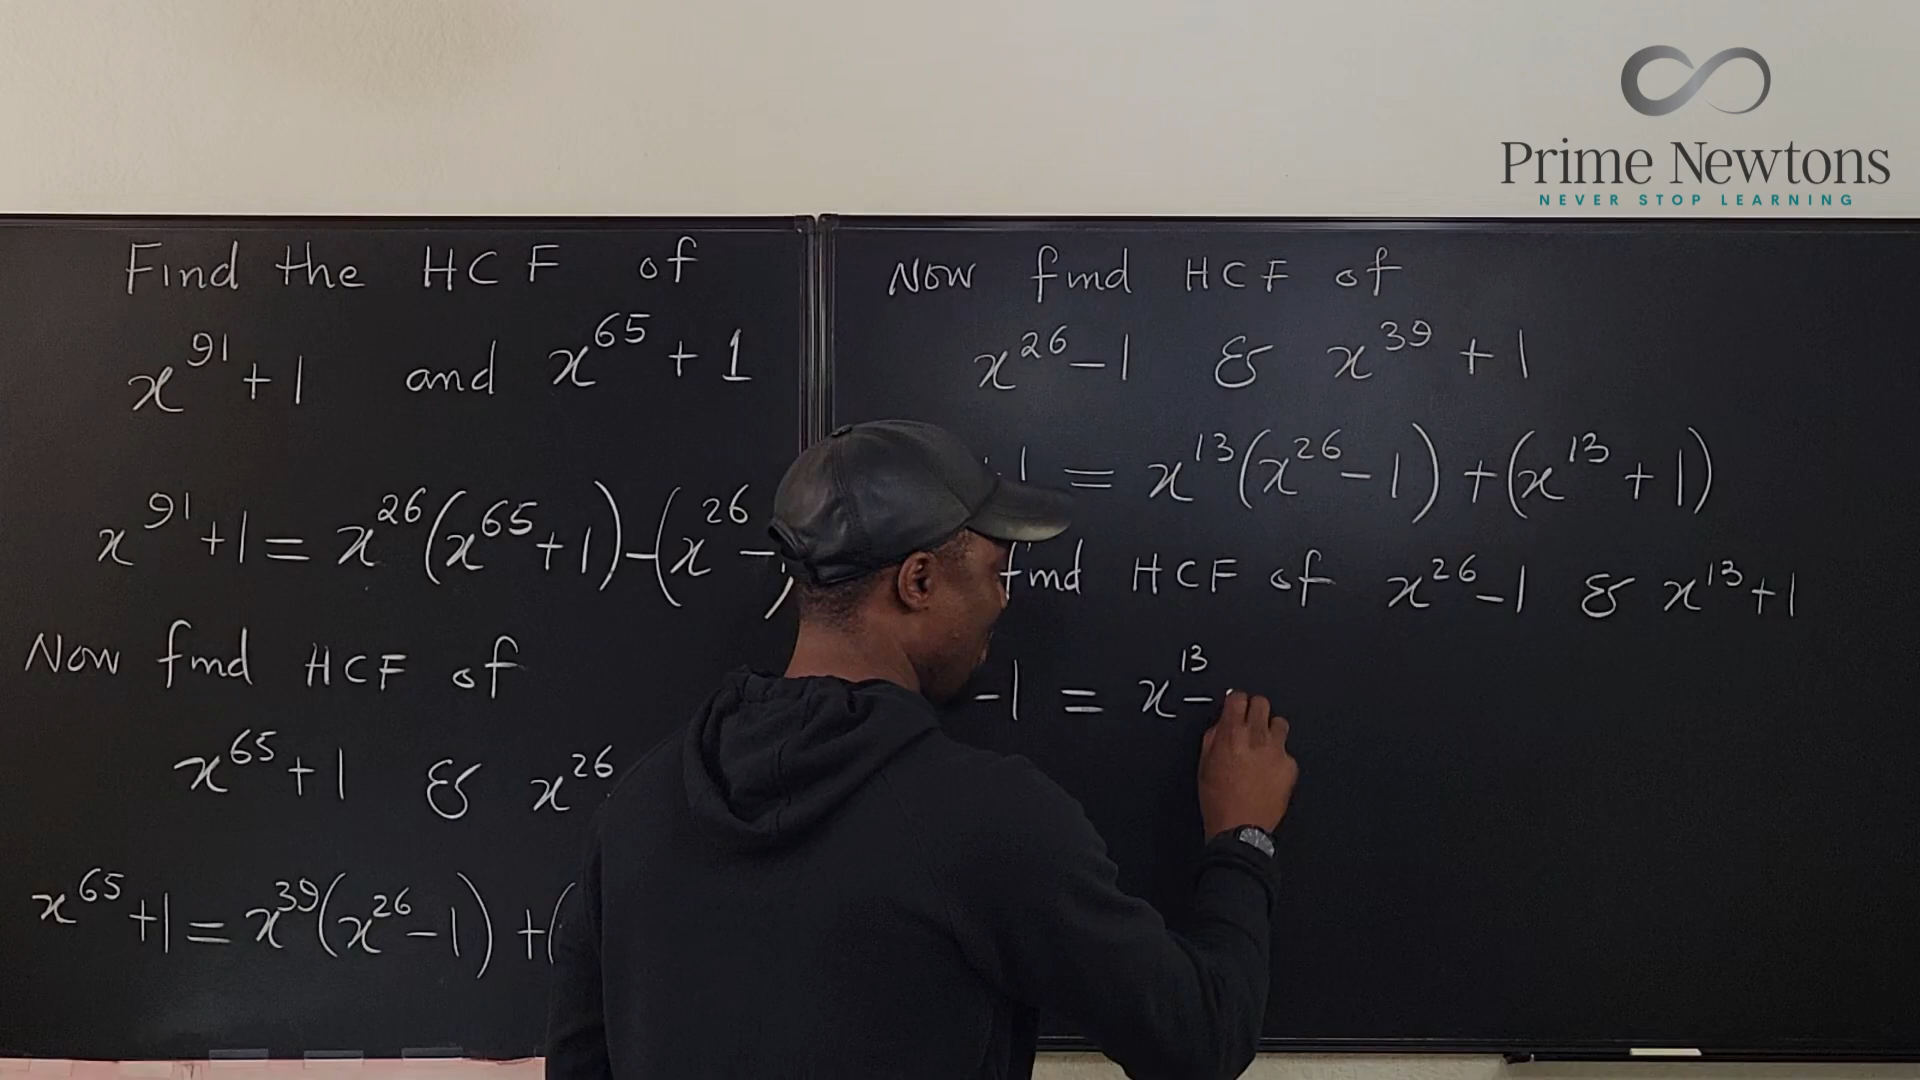 Prime Newtons
NEVER STOP LEARNING
Find the HCF of
x^91 + 1 and x^65 + 1
x^91 + 1 = x^26(x^65 + 1) - (x^26 -
Now find HCF of
x^65 + 1 & x^26
x^65 + 1 = x^39(x^26 - 1) + (
Now find HCF of
x^26 - 1 & x^39 + 1
+ 1 = x^13(x^26 - 1) + (x^13 + 1)
find HCF of x^26 - 1 & x^13 + 1
- 1 = x^13 -